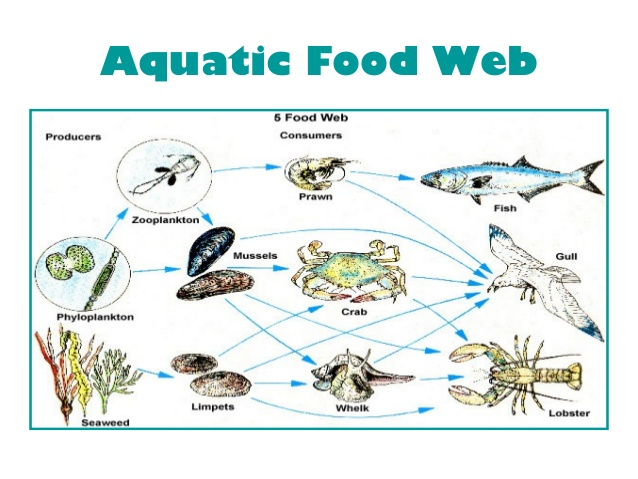 Aquatic Food Web
5 Food Web
Producers
Consumers
Zooplankton
Prawn
Fish
Mussels
Gull
Phyloplankton
Crab
Limpets
Whelk
Lobster
Seaweed